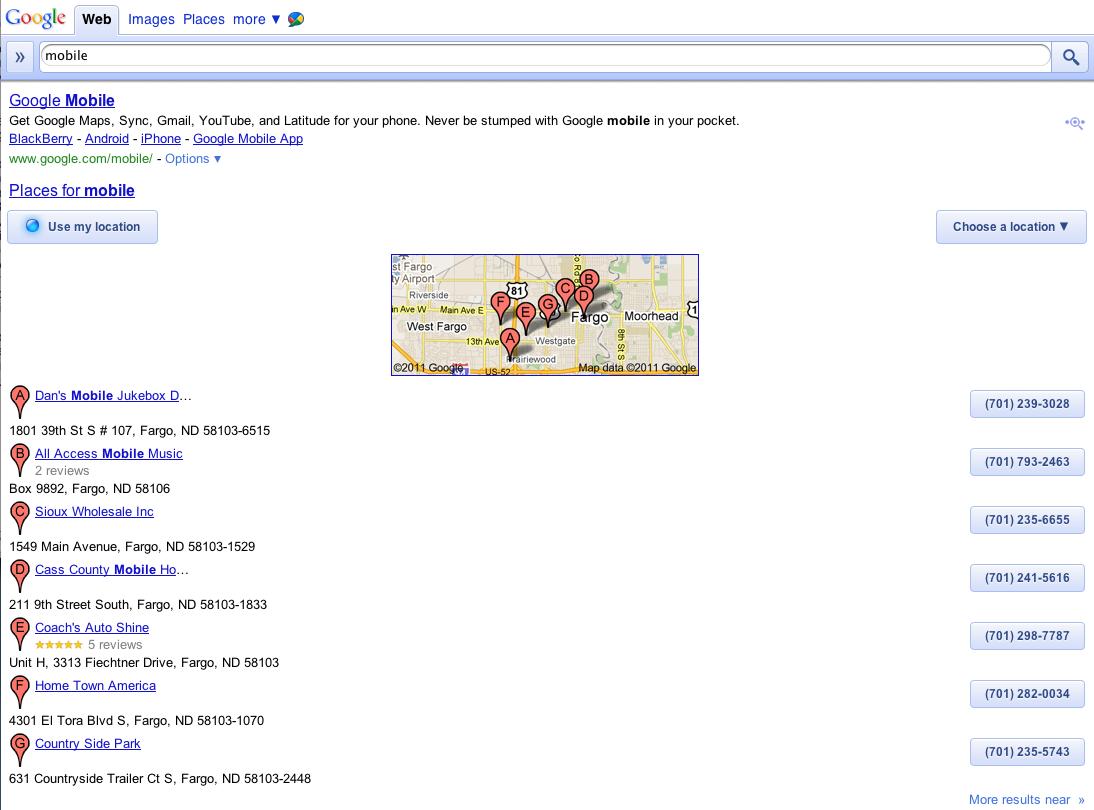 Google Web Images Places more ▼
» mobile
Google Mobile
Get Google Maps, Sync, Gmail, YouTube, and Latitude for your phone. Never be stumped with Google mobile in your pocket.
BlackBerry - Android - iPhone - Google Mobile App
www.google.com/mobile/ - Options ▼
Places for mobile
Use my location
Choose a location ▼
st Fargo
ty Airport
Riverside
81
ain Ave W
Main Ave E
West Fargo
Fargo
Moorhead
13th Ave
Westgate
Prairiewood
8th St S
US-52
A
B
C
D
E
F
G
©2011 Google
Map data ©2011 Google
A Dan's Mobile Jukebox D…
(701) 239-3028
1801 39th St S # 107, Fargo, ND 58103-6515
B All Access Mobile Music
2 reviews
(701) 793-2463
Box 9892, Fargo, ND 58106
C Sioux Wholesale Inc
(701) 235-6655
1549 Main Avenue, Fargo, ND 58103-1529
D Cass County Mobile Ho…
(701) 241-5616
211 9th Street South, Fargo, ND 58103-1833
E Coach's Auto Shine
5 reviews
(701) 298-7787
Unit H, 3313 Fiechtner Drive, Fargo, ND 58103
F Home Town America
(701) 282-0034
4301 El Tora Blvd S, Fargo, ND 58103-1070
G Country Side Park
(701) 235-5743
631 Countryside Trailer Ct S, Fargo, ND 58103-2448
More results near »